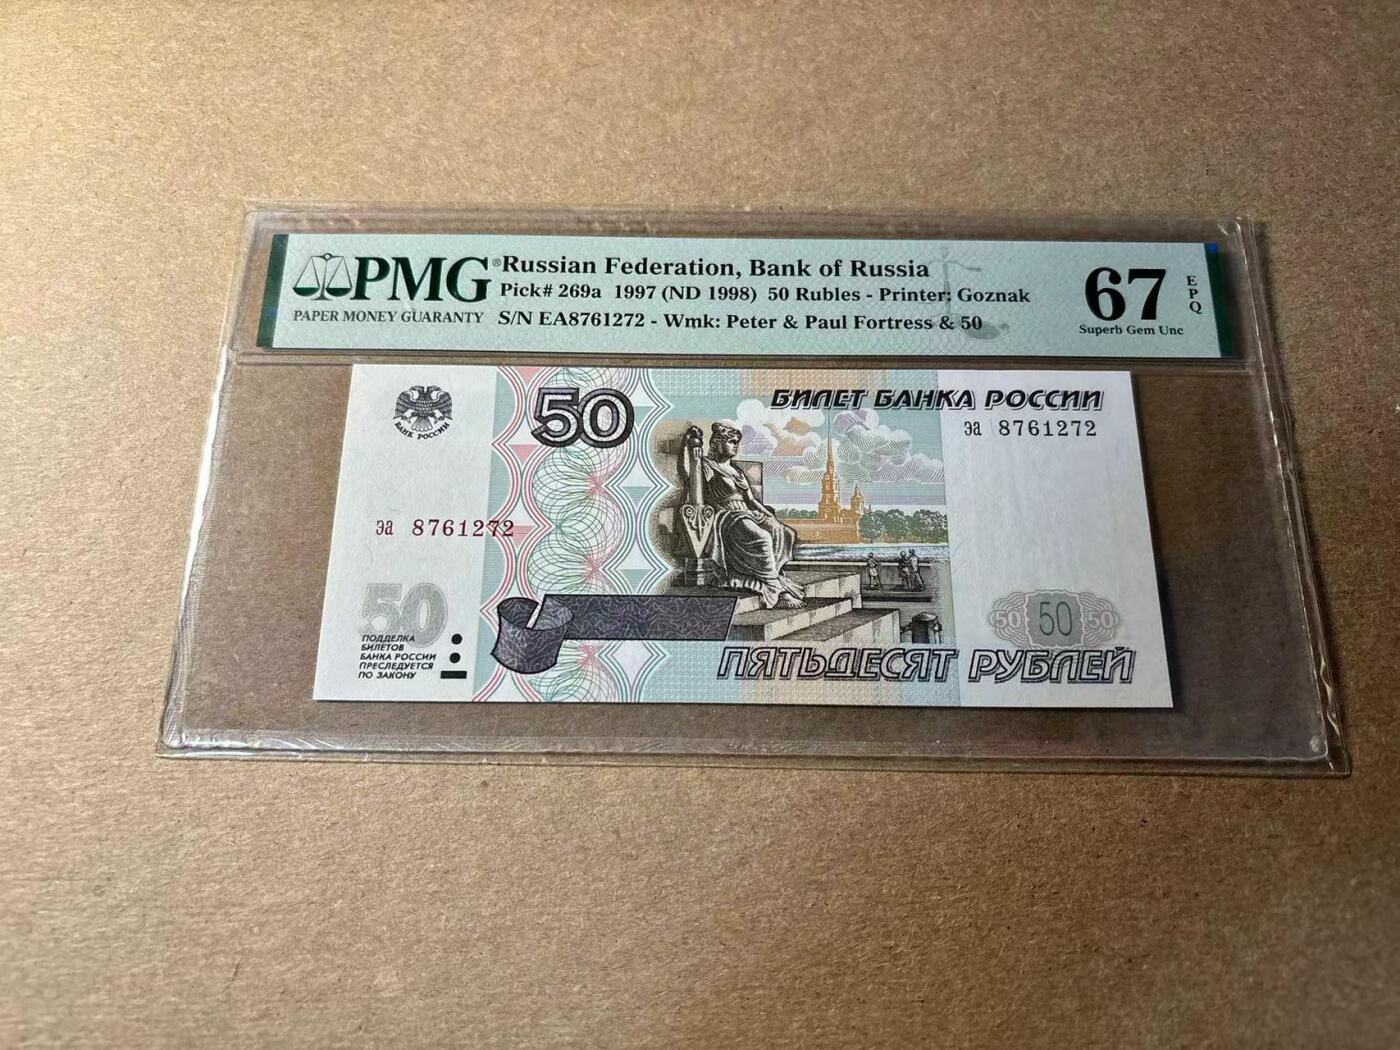 PMG®
PAPER MONEY GUARANTY
Russian Federation, Bank of Russia
Pick# 269a 1997 (ND 1998) 50 Rubles - Printer: Goznak
S/N EA8761272 - Wmk: Peter & Paul Fortress & 50
67
Superb Gem Unc
EPQ
БАНК РОССИИ
50
БИЛЕТ БАНКА РОССИИ
эа 8761272
эа 8761272
50
ПОДДЕЛКА
БИЛЕТОВ
БАНКА РОССИИ
ПРЕСЛЕДУЕТСЯ
ПО ЗАКОНУ
50 50 50
ПЯТЬДЕСЯТ РУБЛЕЙ